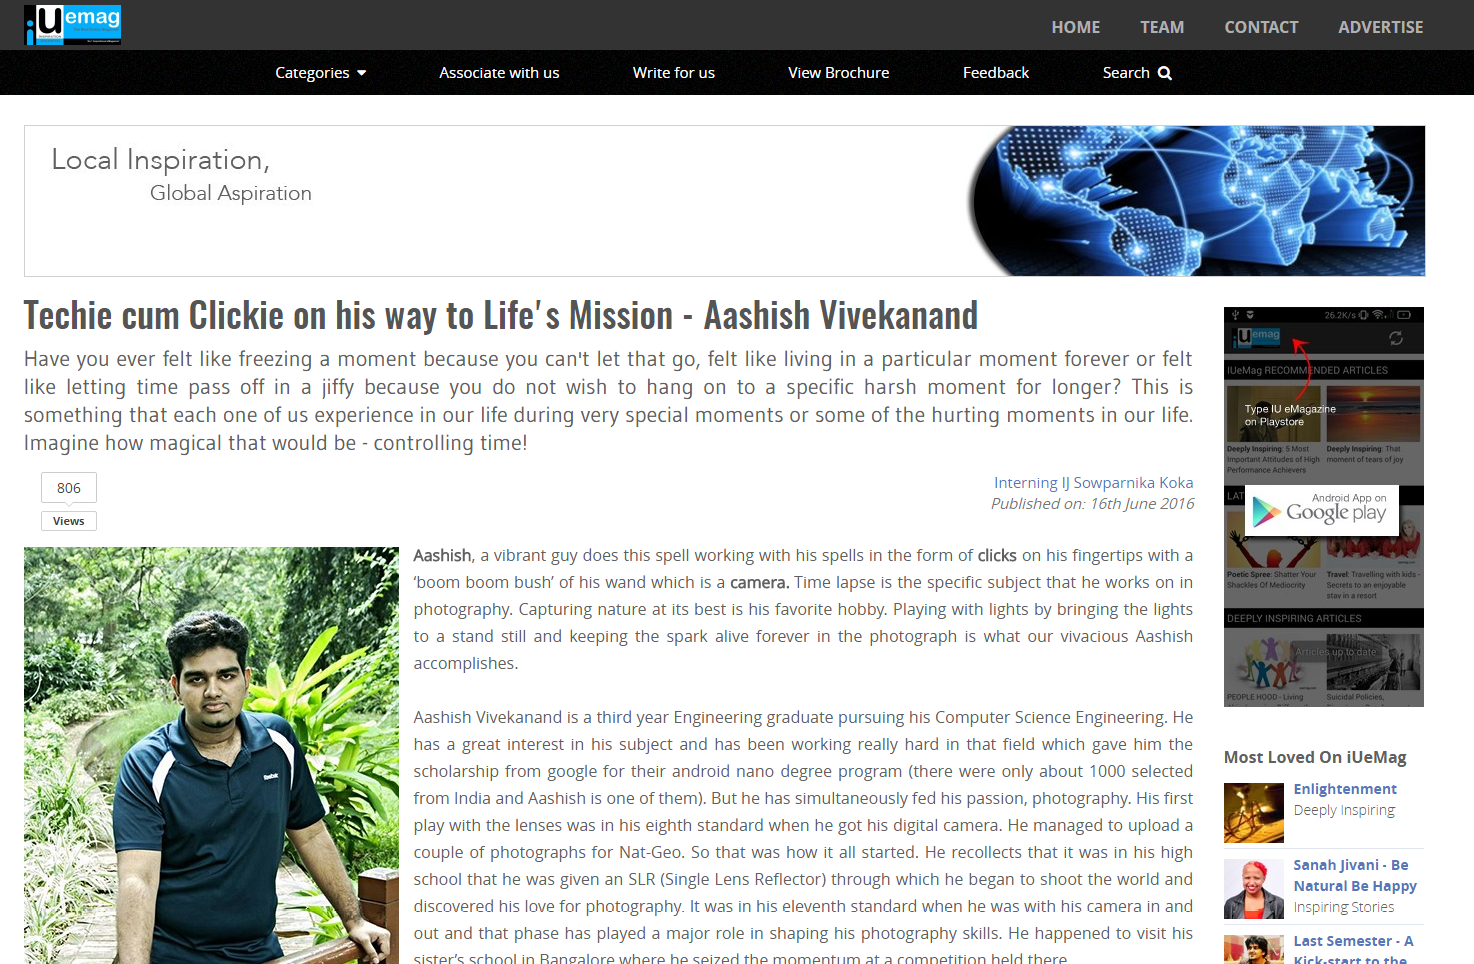 iUemag
HOME TEAM CONTACT ADVERTISE
Categories Associate with us Write for us View Brochure Feedback Search
Local Inspiration,
Global Aspiration
Techie cum Clickie on his way to Life's Mission - Aashish Vivekanand
Have you ever felt like freezing a moment because you can't let that go, felt like living in a particular moment forever or felt
like letting time pass off in a jiffy because you do not wish to hang on to a specific harsh moment for longer? This is
something that each one of us experience in our life during very special moments or some of the hurting moments in our life.
Imagine how magical that would be - controlling time!
806
Views
Interning IJ Sowparnika Koka
Published on: 16th June 2016
Aashish, a vibrant guy does this spell working with his spells in the form of clicks on his fingertips with a
‘boom boom bush’ of his wand which is a camera. Time lapse is the specific subject that he works on in
photography. Capturing nature at its best is his favorite hobby. Playing with lights by bringing the lights
to a stand still and keeping the spark alive forever in the photograph is what our vivacious Aashish
accomplishes.
Aashish Vivekanand is a third year Engineering graduate pursuing his Computer Science Engineering. He
has a great interest in his subject and has been working really hard in that field which gave him the
scholarship from google for their android nano degree program (there were only about 1000 selected
from India and Aashish is one of them). But he has simultaneously fed his passion, photography. His first
play with the lenses was in his eighth standard when he got his digital camera. He managed to upload a
couple of photographs for Nat-Geo. So that was how it all started. He recollects that it was in his high
school that he was given an SLR (Single Lens Reflector) through which he began to shoot the world and
discovered his love for photography. It was in his eleventh standard when he was with his camera in and
out and that phase has played a major role in shaping his photography skills. He happened to visit his
sister’s school in Bangalore where he seized the momentum at a competition held there.
Reebok
26.2K/s
iUemag
IUeMag RECOMMENDED ARTICLES
Type IU eMagazine
on Playstore
Deeply Inspiring: 5 Most
Important Attitudes of High
Performance Achievers
Deeply Inspiring: That
moment of tears of joy
LAT
Android App on
Google play
Poetic Spree: Shatter Your
Shackles Of Mediocrity
Travel: Travelling with kids -
Secrets to an enjoyable
stay in a resort
DEEPLY INSPIRING ARTICLES
Articles up to date
PEOPLE HOOD - Living
Suicidal Policies,
Most Loved On iUeMag
Enlightenment
Deeply Inspiring
Sanah Jivani - Be
Natural Be Happy
Inspiring Stories
Last Semester - A
Kick-start to the